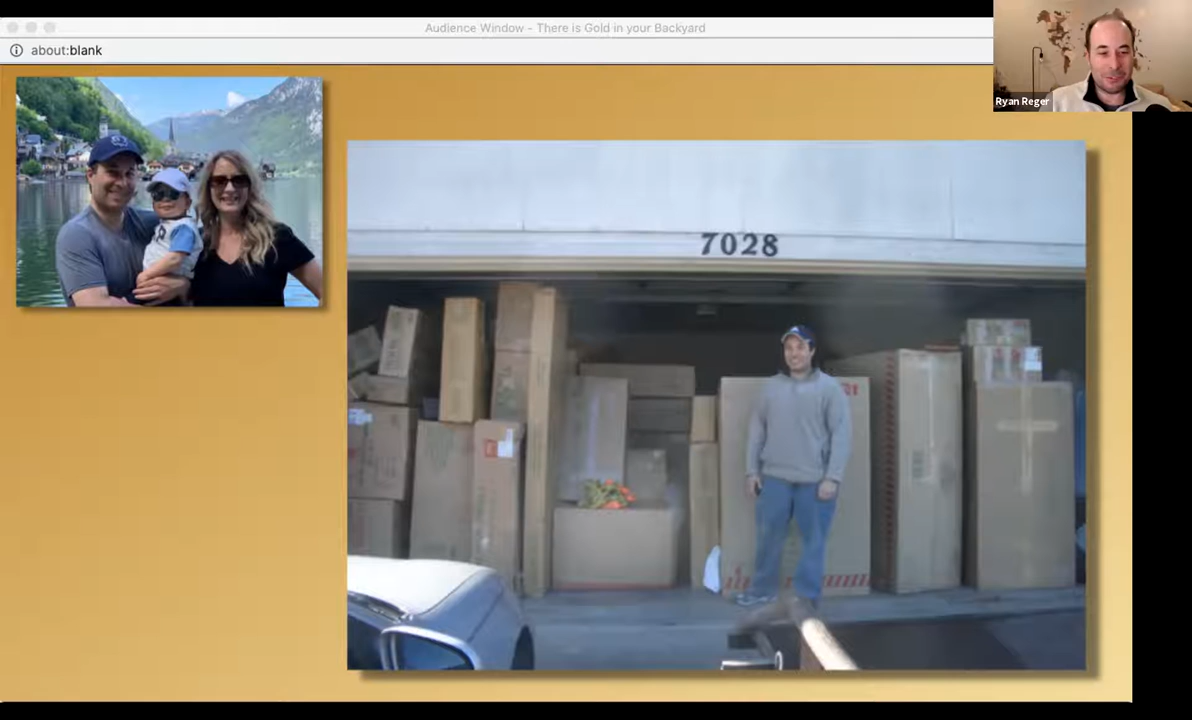 Audience Window - There is Gold in your Backyard
about:blank
Ryan Reger
7028